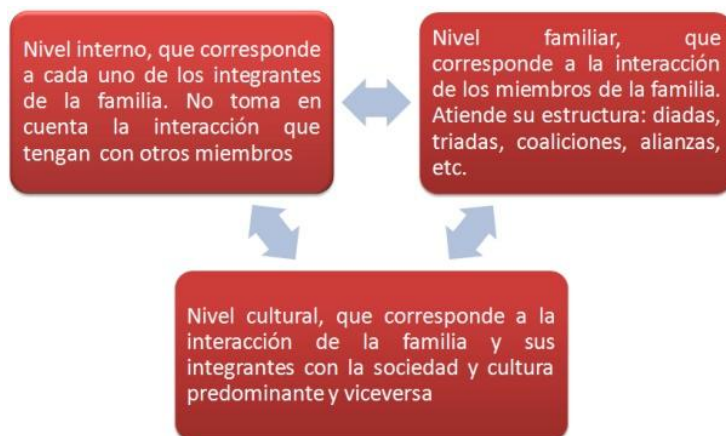 Nivel interno, que corresponde
a cada uno de los integrantes
de la familia. No toma en
cuenta la interacción que
tengan con otros miembros
Nivel familiar, que
corresponde a la interacción
de los miembros de la familia.
Atiende su estructura: diadas,
triadas, coaliciones, alianzas,
etc.
Nivel cultural, que corresponde a la
interacción de la familia y sus
integrantes con la sociedad y cultura
predominante y viceversa